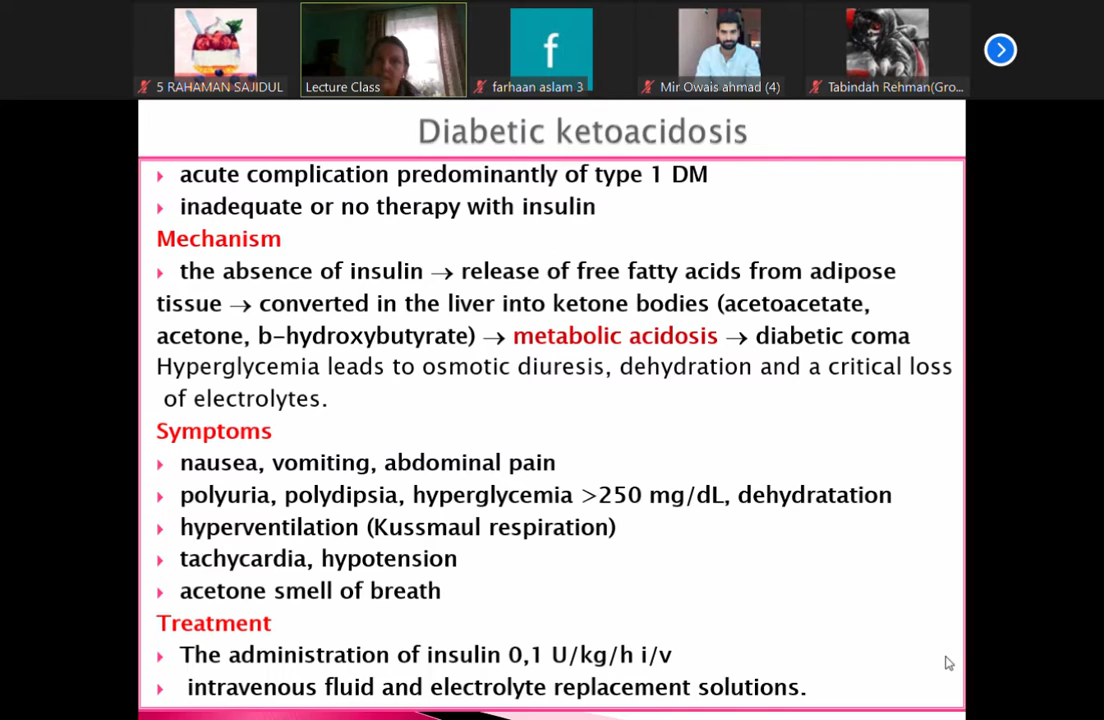 5 RAHAMAN SAJIDUL
Lecture Class
farhaan aslam 3
Mir Owais ahmad (4)
Tabindah Rehman(Gro...
f
Diabetic ketoacidosis
acute complication predominantly of type 1 DM
inadequate or no therapy with insulin
Mechanism
the absence of insulin → release of free fatty acids from adipose
tissue → converted in the liver into ketone bodies (acetoacetate,
acetone, b-hydroxybutyrate) → metabolic acidosis → diabetic coma
Hyperglycemia leads to osmotic diuresis, dehydration and a critical loss
of electrolytes.
Symptoms
nausea, vomiting, abdominal pain
polyuria, polydipsia, hyperglycemia >250 mg/dL, dehydratation
hyperventilation (Kussmaul respiration)
tachycardia, hypotension
acetone smell of breath
Treatment
The administration of insulin 0,1 U/kg/h i/v
intravenous fluid and electrolyte replacement solutions.